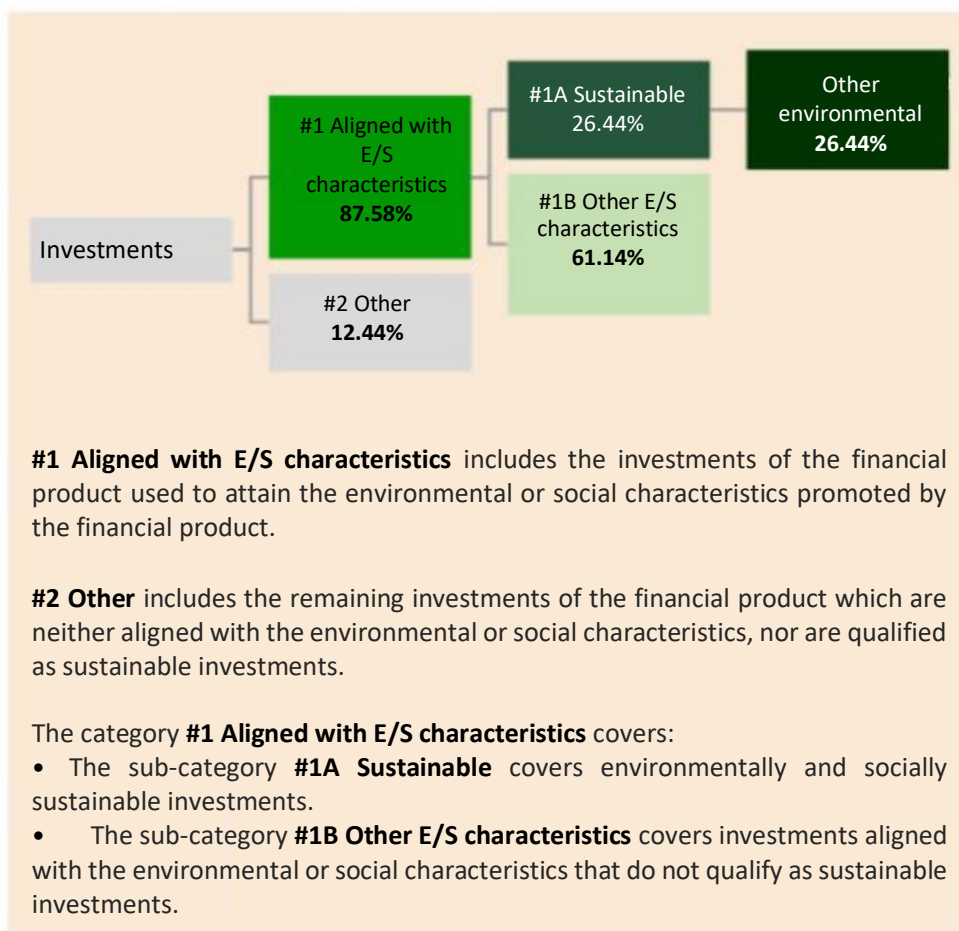 Investments
#1 Aligned with
E/S
characteristics
87.58%
#2 Other
12.44%
#1A Sustainable
26.44%
#1B Other E/S
characteristics
61.14%
Other
environmental
26.44%
#1 Aligned with E/S characteristics includes the investments of the financial
product used to attain the environmental or social characteristics promoted by
the financial product.
#2 Other includes the remaining investments of the financial product which are
neither aligned with the environmental or social characteristics, nor are qualified
as sustainable investments.
The category #1 Aligned with E/S characteristics covers:
• The sub-category #1A Sustainable covers environmentally and socially
sustainable investments.
• The sub-category #1B Other E/S characteristics covers investments aligned
with the environmental or social characteristics that do not qualify as sustainable
investments.